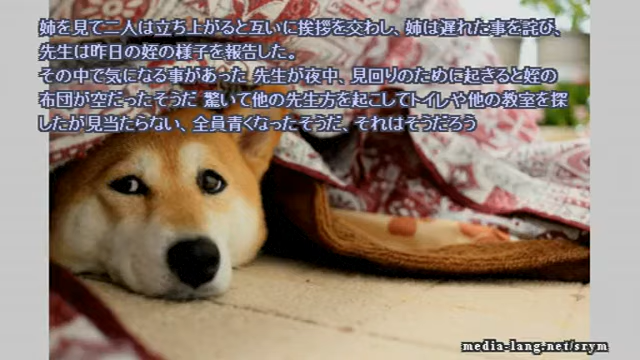 姉を見て二人は立ち上がると互いに挨拶を交わし、姉は遅れた事を詫び、
先生は昨日の姪の様子を報告した。
その中で気になる事があった 先生が夜中、見回りのために起きると姪の
布団が空だったそうだ 驚いて他の先生方を起こしてトイレや他の教室を探
したが見当たらない、全員青くなったそうだ、それはそうだろう
media-lang.net/srym